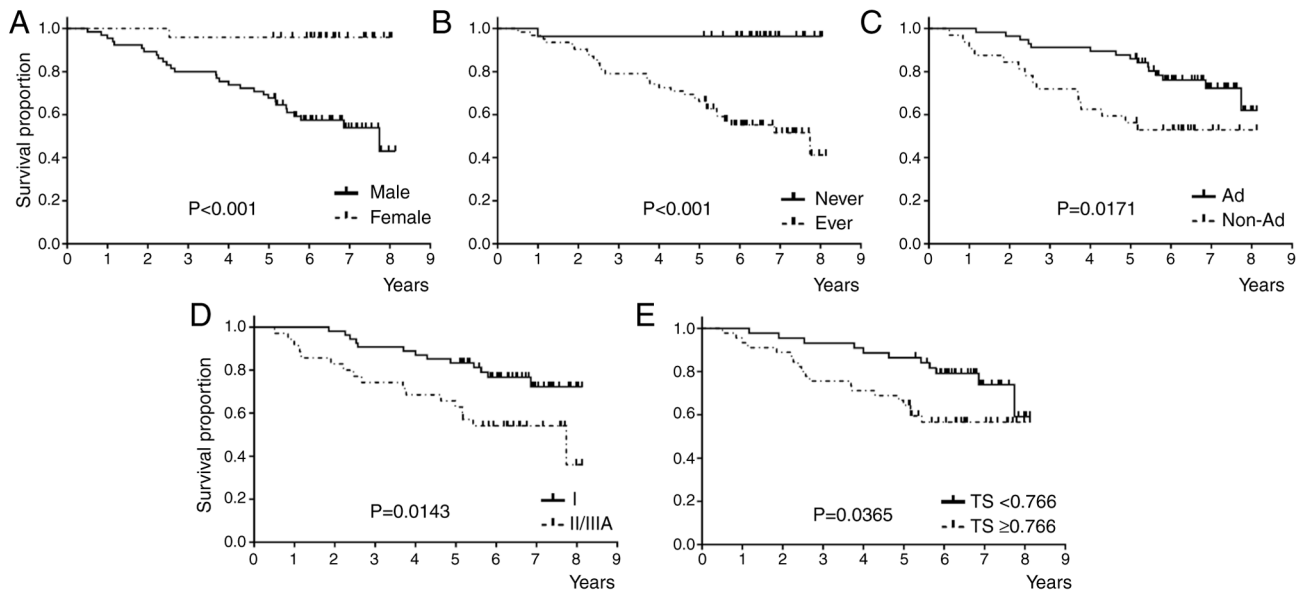 A
Survival proportion
1.0
0.8
0.6
0.4
0.2
0.0
P<0.001
Male
Female
0 1 2 3 4 5 6 7 8 9
Years
B
1.0
0.8
0.6
0.4
0.2
0.0
P<0.001
Never
Ever
0 1 2 3 4 5 6 7 8 9
Years
C
1.0
0.8
0.6
0.4
0.2
0.0
P=0.0171
Ad
Non-Ad
0 1 2 3 4 5 6 7 8 9
Years
D
Survival proportion
1.0
0.8
0.6
0.4
0.2
0.0
P=0.0143
I
II/IIIA
0 1 2 3 4 5 6 7 8 9
Years
E
1.0
0.8
0.6
0.4
0.2
0.0
P=0.0365
TS <0.766
TS ≥0.766
0 1 2 3 4 5 6 7 8 9
Years